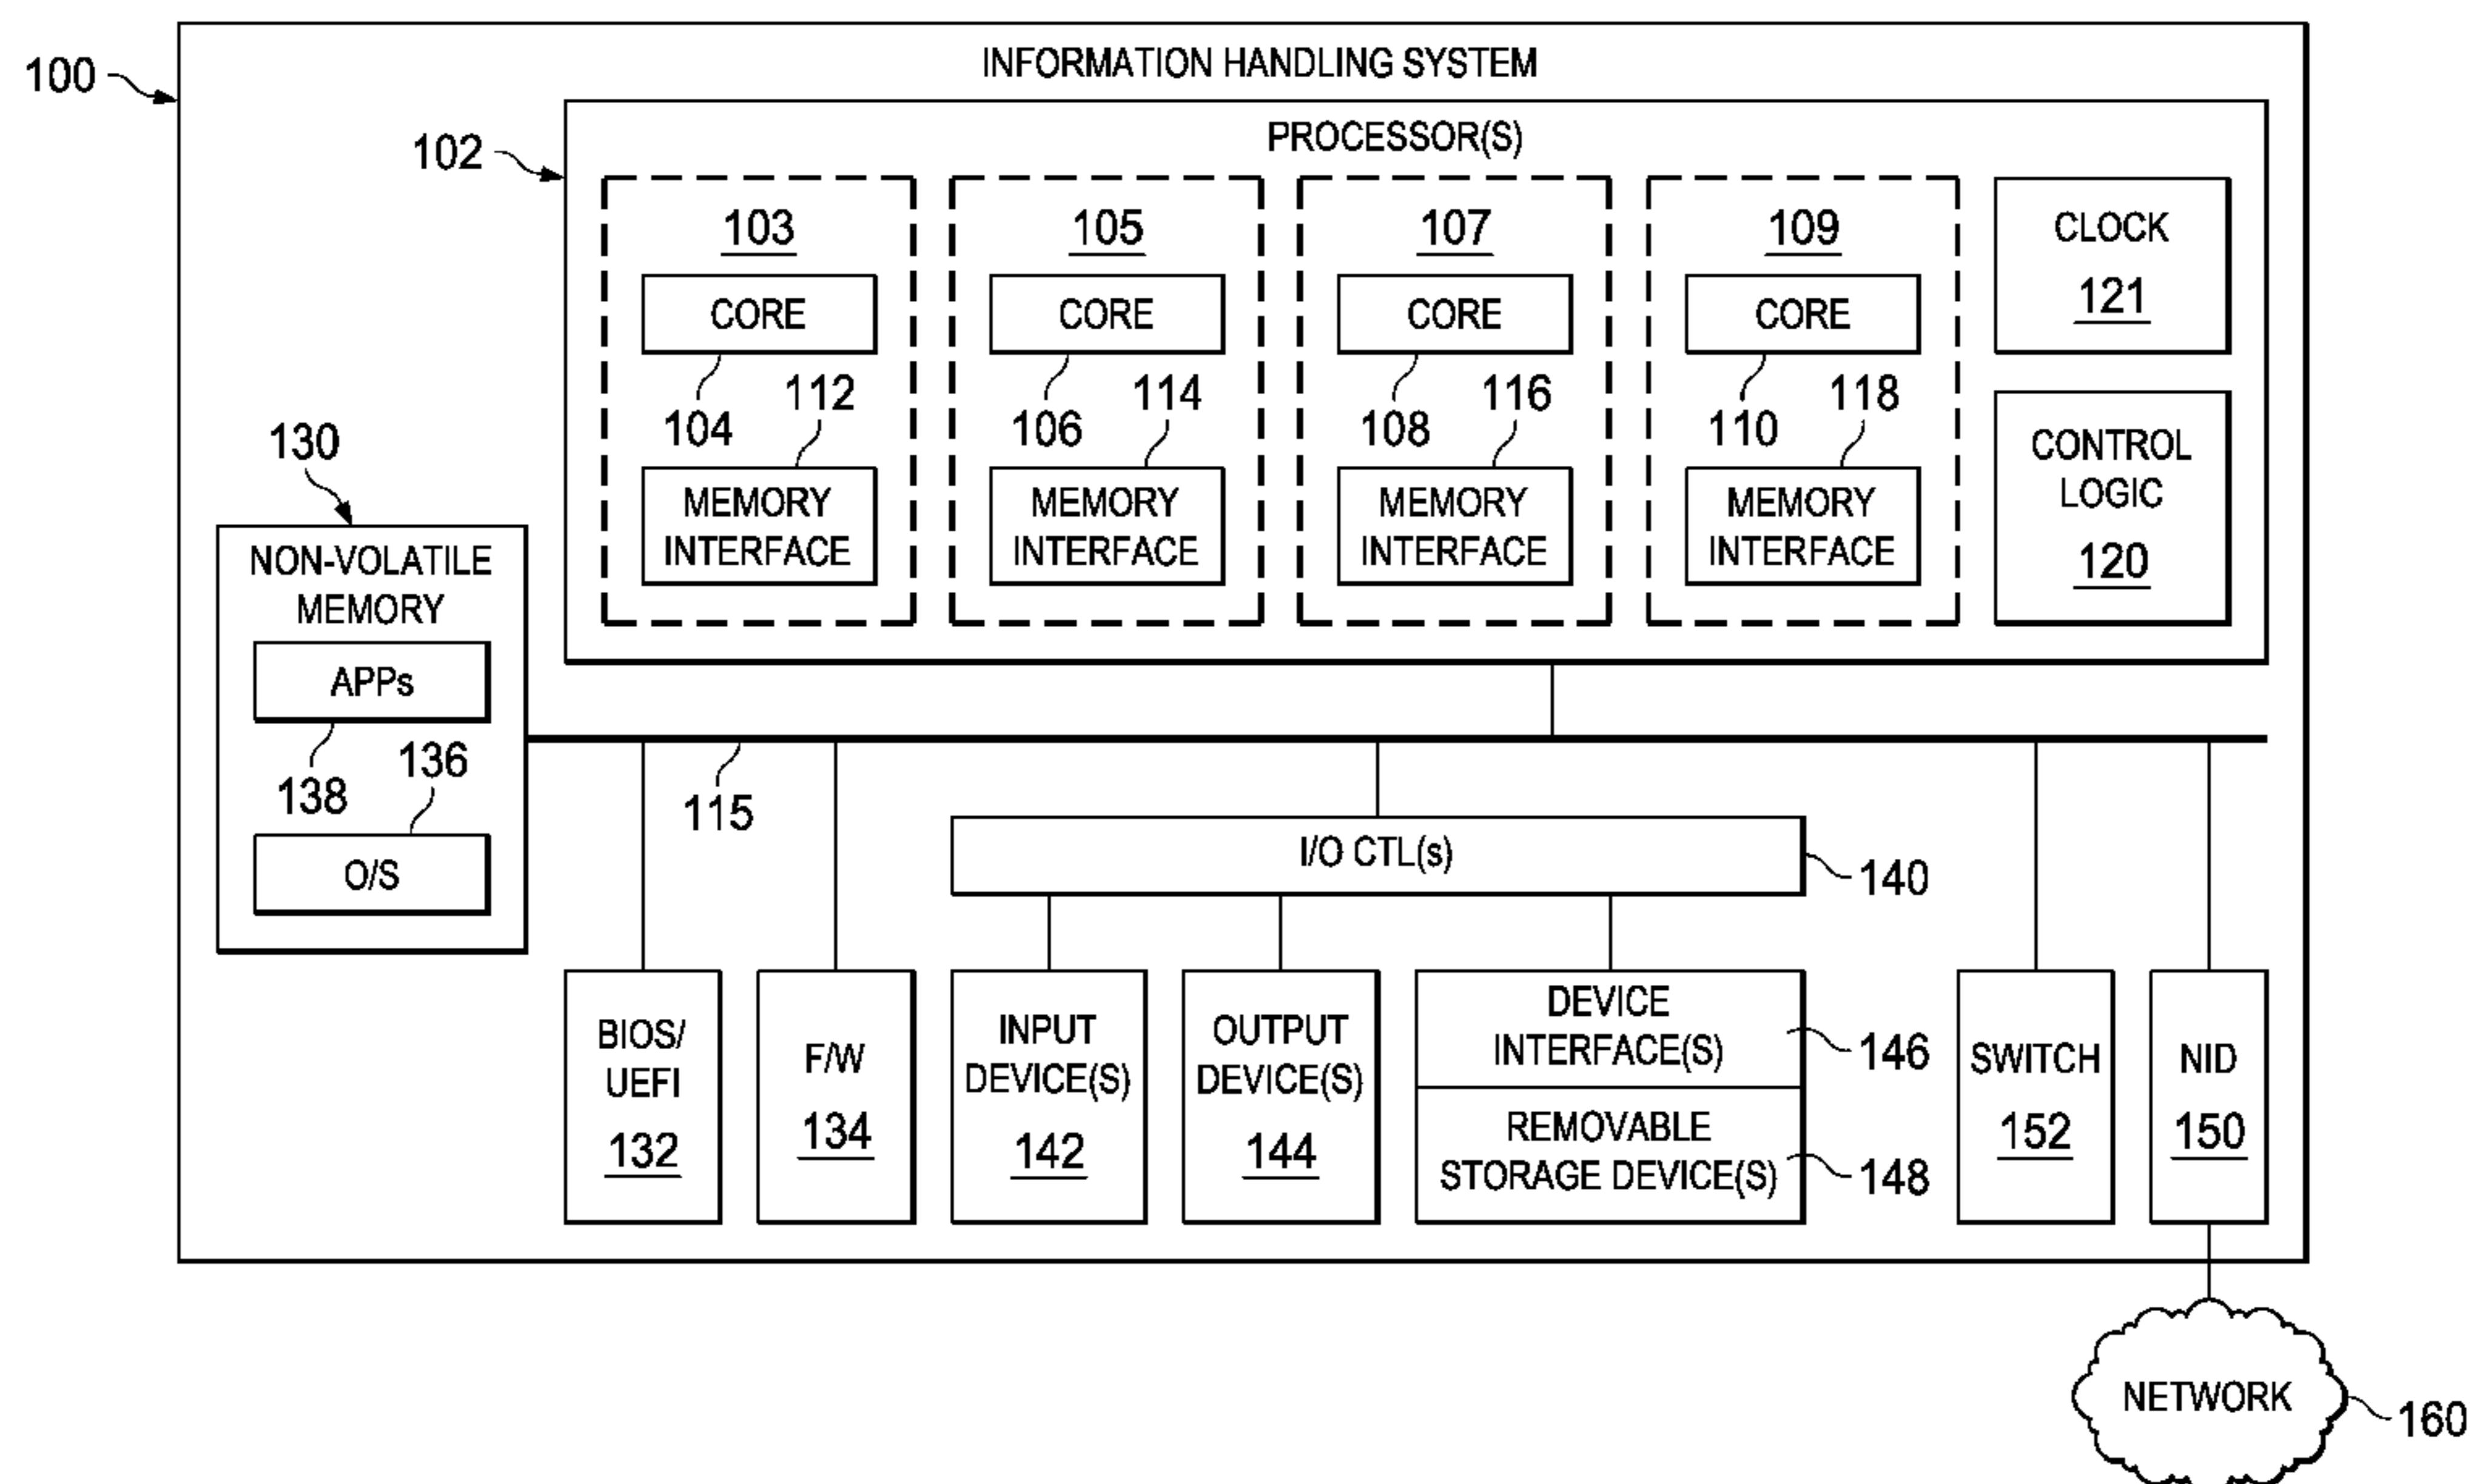 INFORMATION HANDLING SYSTEM
100
PROCESSOR(S)
102
103
105
107
109
CLOCK
121
CORE
CORE
CORE
CORE
112
114
116
118
104
106
108
110
MEMORY
INTERFACE
MEMORY
INTERFACE
MEMORY
INTERFACE
MEMORY
INTERFACE
CONTROL
LOGIC
120
130
NON-VOLATILE
MEMORY
APPs
138
136
O/S
115
I/O CTL(s)
140
BIOS/
UEFI
132
F/W
134
INPUT
DEVICE(S)
142
OUTPUT
DEVICE(S)
144
DEVICE
INTERFACE(S)
146
REMOVABLE
STORAGE DEVICE(S)
148
SWITCH
152
NID
150
NETWORK
160